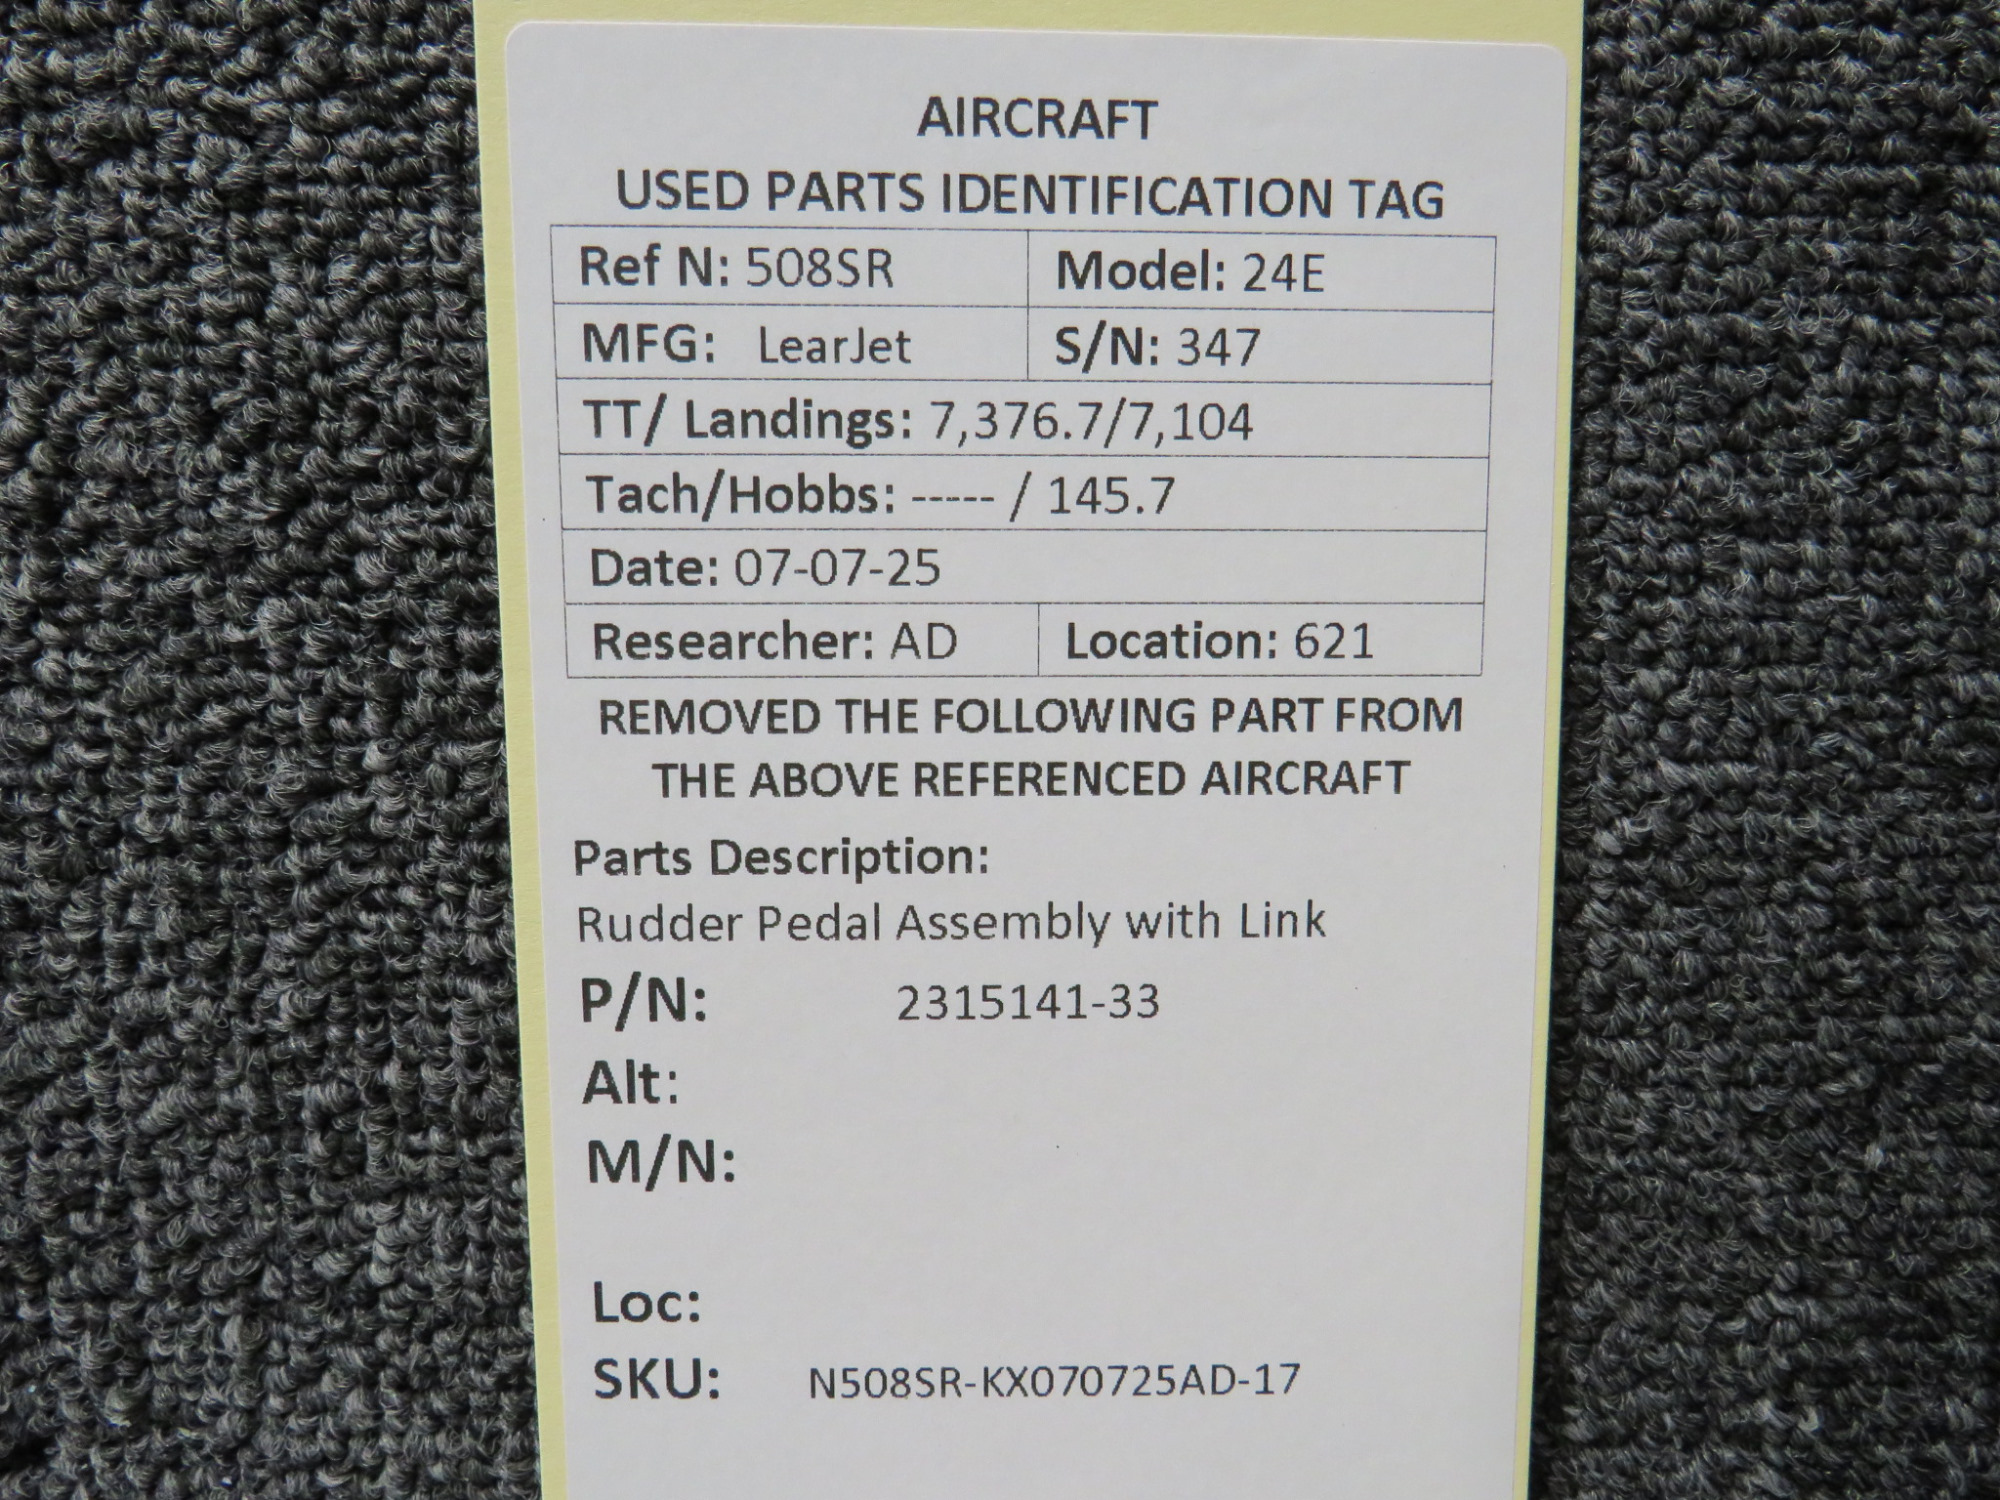 AIRCRAFT
USED PARTS IDENTIFICATION TAG
Ref N: 508SR Model: 24E
MFG: LearJet S/N: 347
TT/ Landings: 7,376.7/7,104
Tach/Hobbs: ----- / 145.7
Date: 07-07-25
Researcher: AD Location: 621
REMOVED THE FOLLOWING PART FROM
THE ABOVE REFERENCED AIRCRAFT
Parts Description:
Rudder Pedal Assembly with Link
P/N: 2315141-33
Alt:
M/N:
Loc:
SKU: N508SR-KX070725AD-17